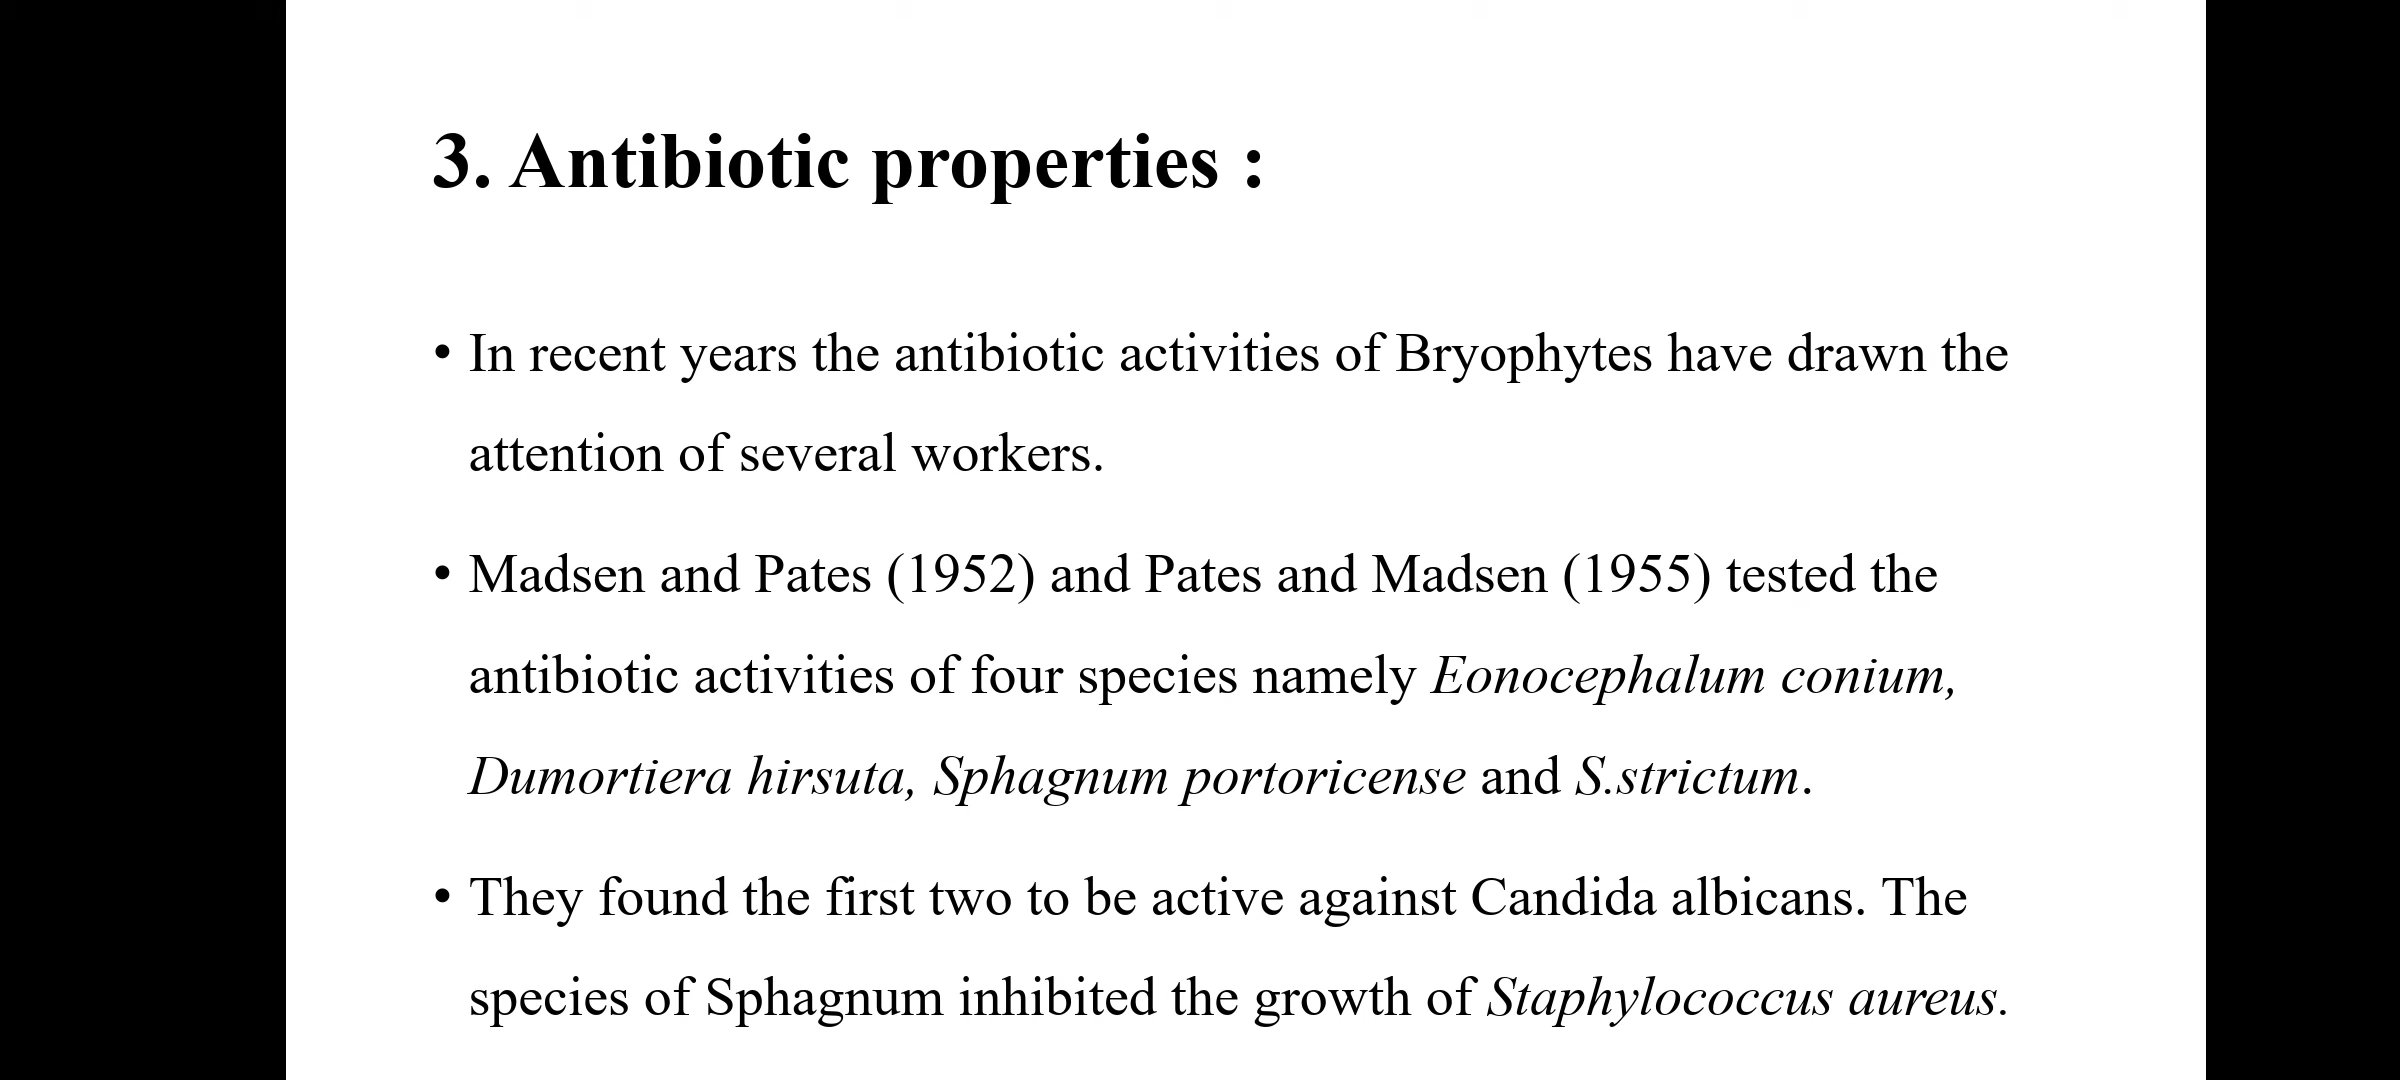 3. Antibiotic properties :
• In recent years the antibiotic activities of Bryophytes have drawn the
attention of several workers.
• Madsen and Pates (1952) and Pates and Madsen (1955) tested the
antibiotic activities of four species namely Eonocephalum conium,
Dumortiera hirsuta, Sphagnum portoricense and S.strictum.
• They found the first two to be active against Candida albicans. The
species of Sphagnum inhibited the growth of Staphylococcus aureus.